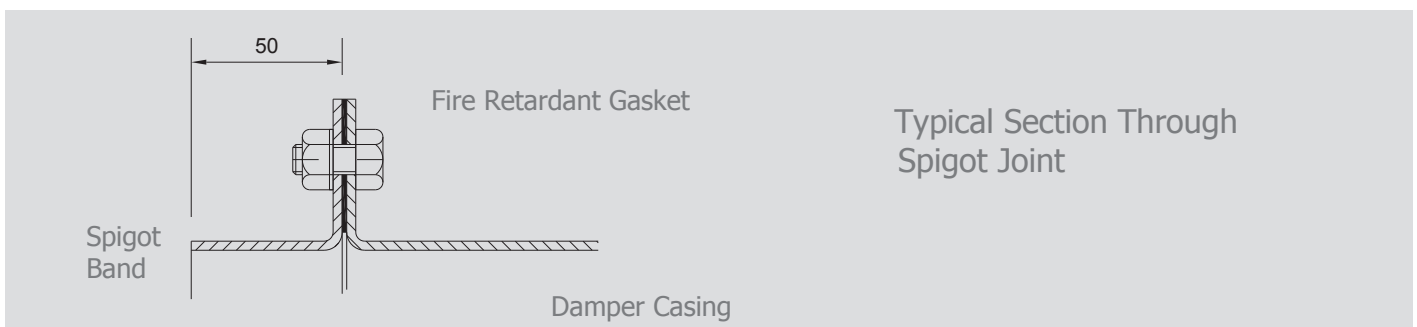 50
Fire Retardant Gasket
Typical Section Through
Spigot Joint
Spigot
Band
Damper Casing